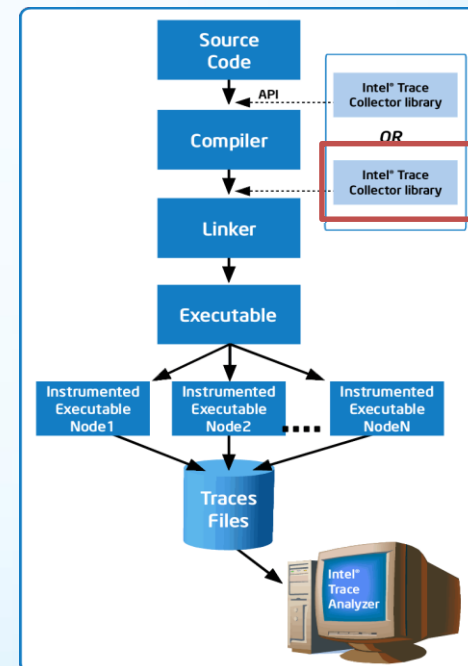 Source
Code
API
Intel® Trace
Collector library
OR
Compiler
Intel® Trace
Collector library
Linker
Executable
Instrumented
Executable
Node1
Instrumented
Executable
Node2
Instrumented
Executable
NodeN
Traces
Files
Intel®
Trace
Analyzer